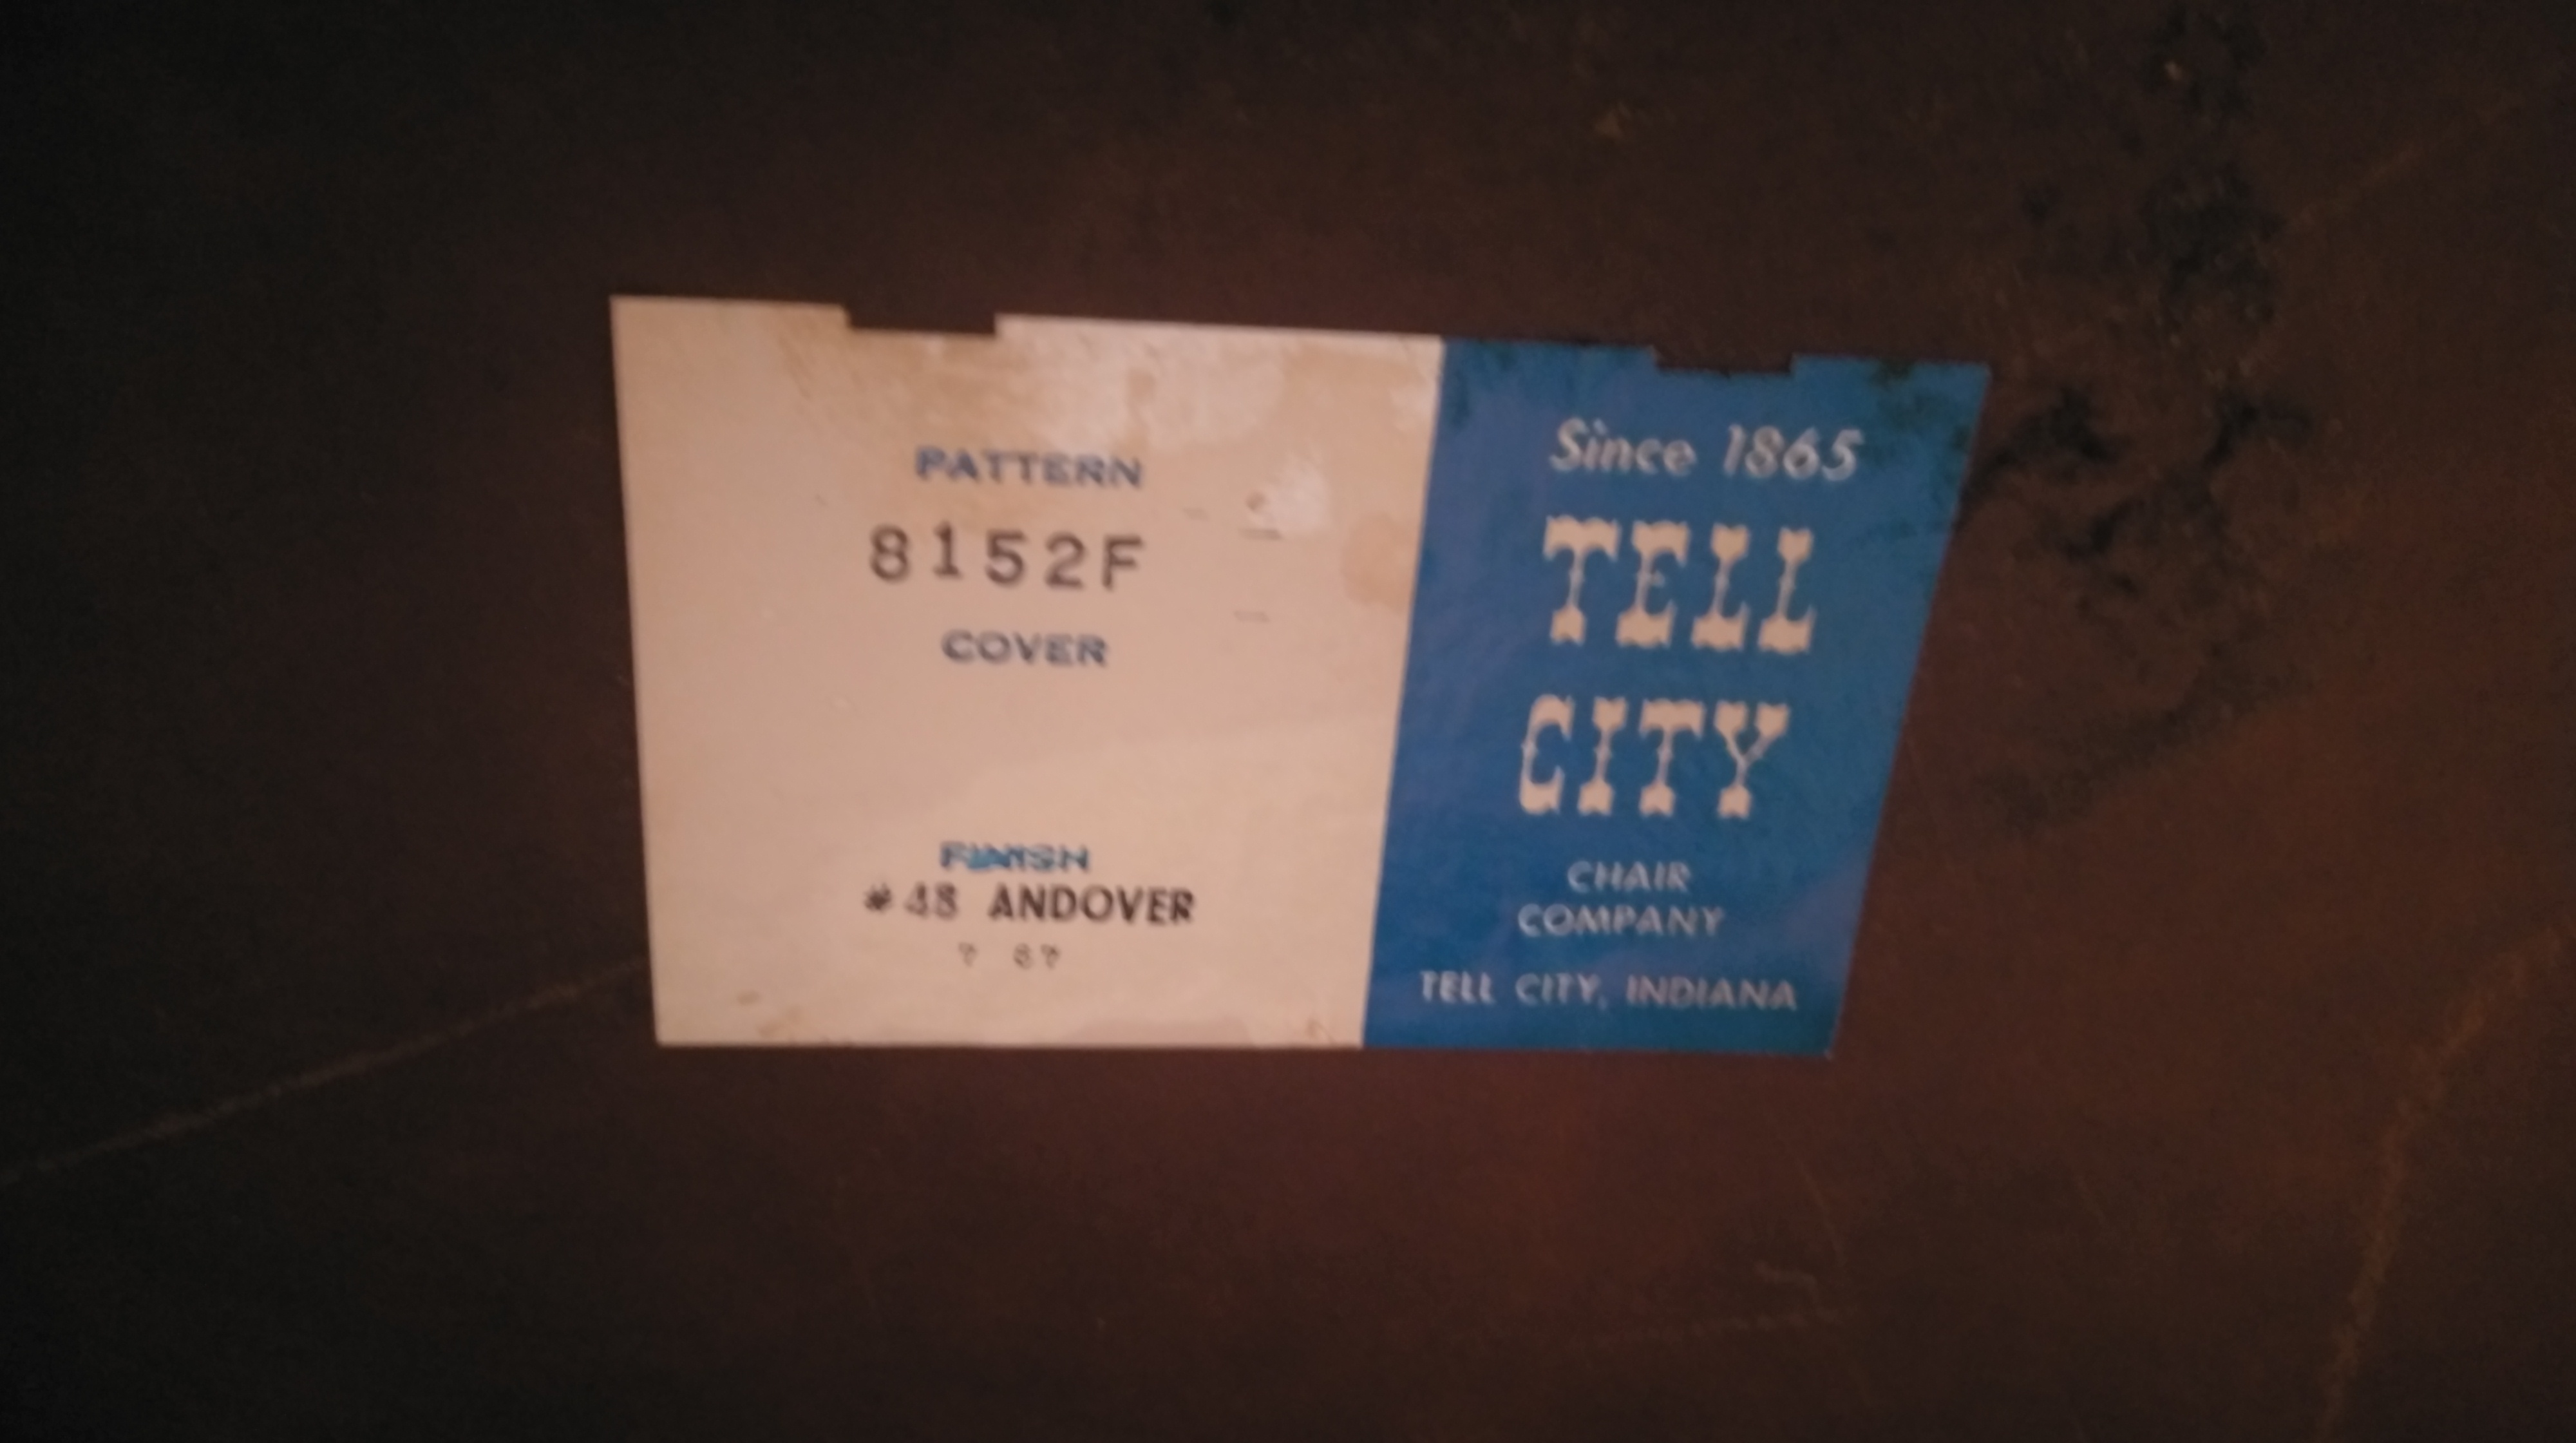 PATTERN
8152F
COVER
FINISH
#48 ANDOVER
Since 1865
TELL
CITY
CHAIR
COMPANY
TELL CITY, INDIANA